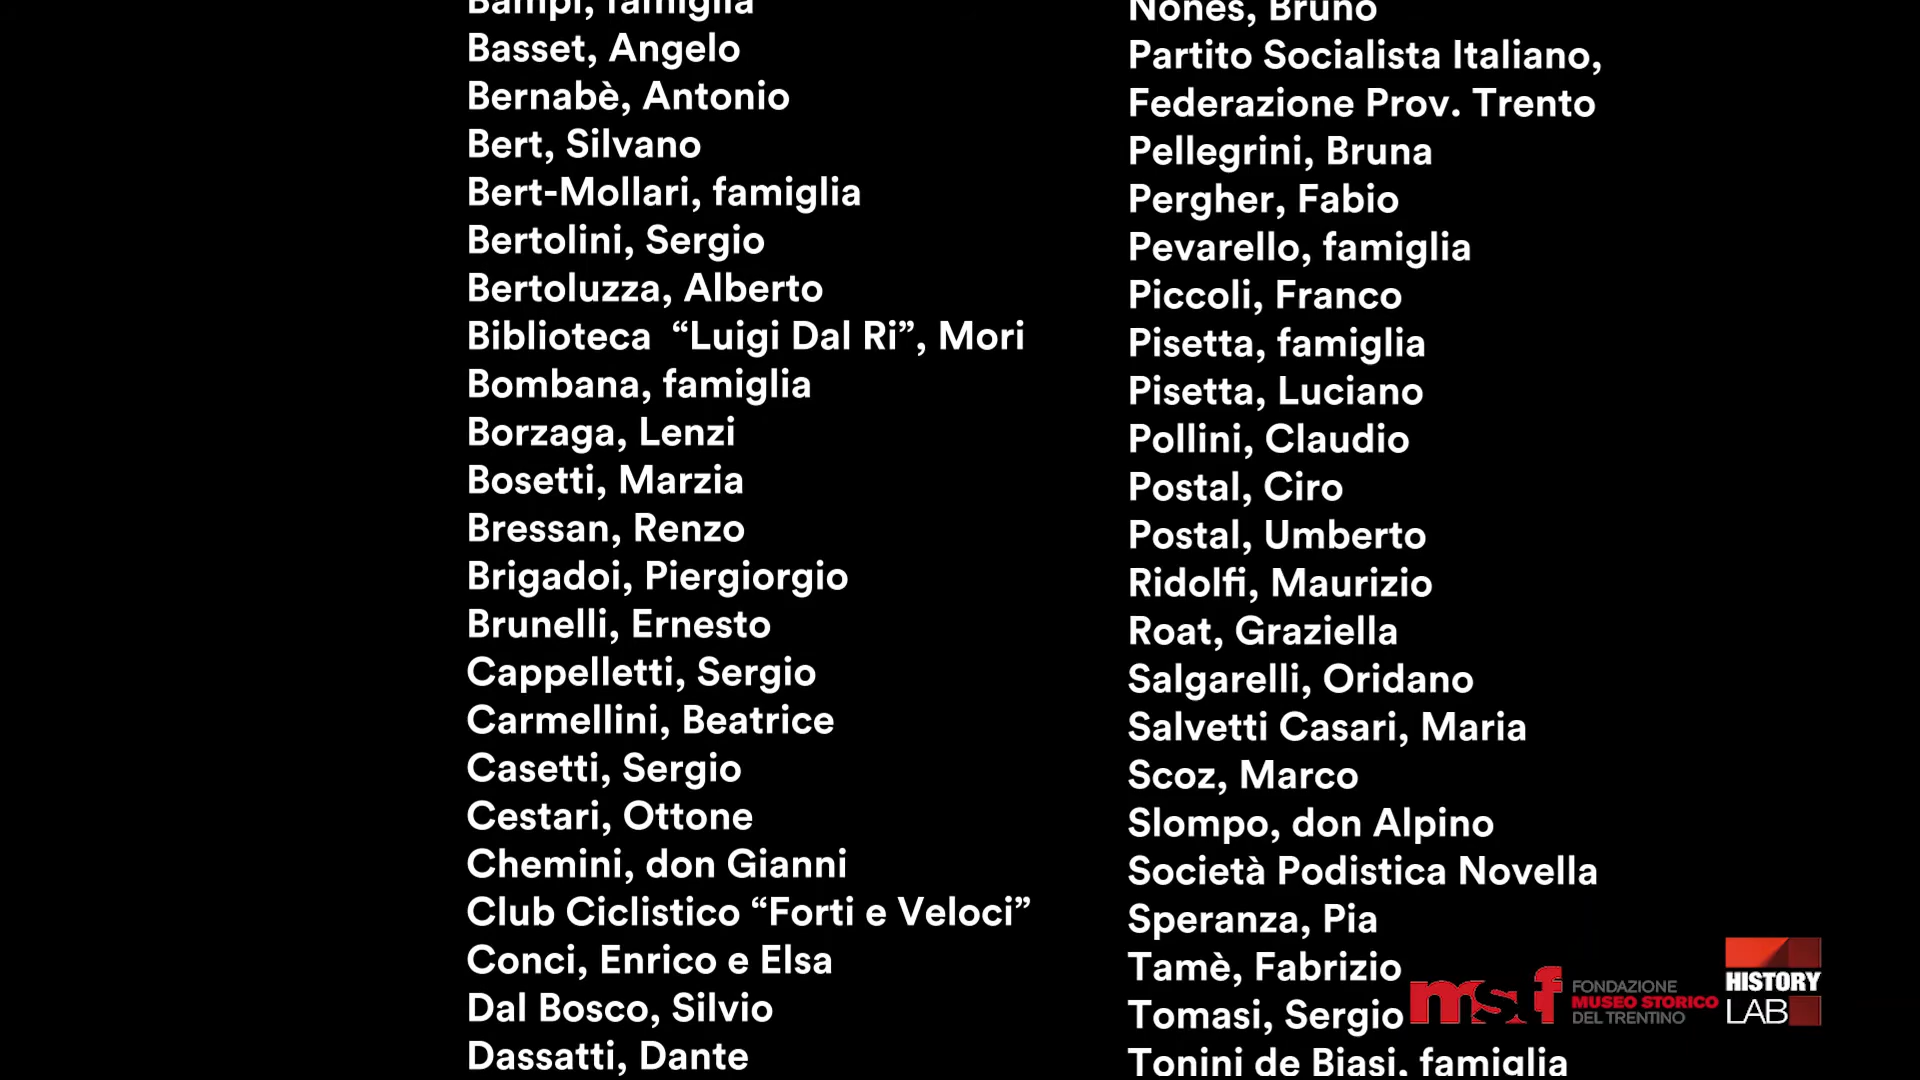 Bampi, famiglia
Basset, Angelo
Bernabè, Antonio
Bert, Silvano
Bert-Mollari, famiglia
Bertolini, Sergio
Bertoluzza, Alberto
Biblioteca  “Luigi Dal Ri”, Mori
Bombana, famiglia
Borzaga, Lenzi
Bosetti, Marzia
Bressan, Renzo
Brigadoi, Piergiorgio
Brunelli, Ernesto
Cappelletti, Sergio
Carmellini, Beatrice
Casetti, Sergio
Cestari, Ottone
Chemini, don Gianni
Club Ciclistico “Forti e Veloci”
Conci, Enrico e Elsa
Dal Bosco, Silvio
Dassatti, Dante
Nones, Bruno
Partito Socialista Italiano,
Federazione Prov. Trento
Pellegrini, Bruna
Pergher, Fabio
Pevarello, famiglia
Piccoli, Franco
Pisetta, famiglia
Pisetta, Luciano
Pollini, Claudio
Postal, Ciro
Postal, Umberto
Ridolfi, Maurizio
Roat, Graziella
Salgarelli, Oridano
Salvetti Casari, Maria
Scoz, Marco
Slompo, don Alpino
Società Podistica Novella
Speranza, Pia
Tamè, Fabrizio
Tomasi, Sergio
Tonini de Biasi, famiglia
msf
FONDAZIONE
MUSEO STORICO
DEL TRENTINO
HISTORY
LAB